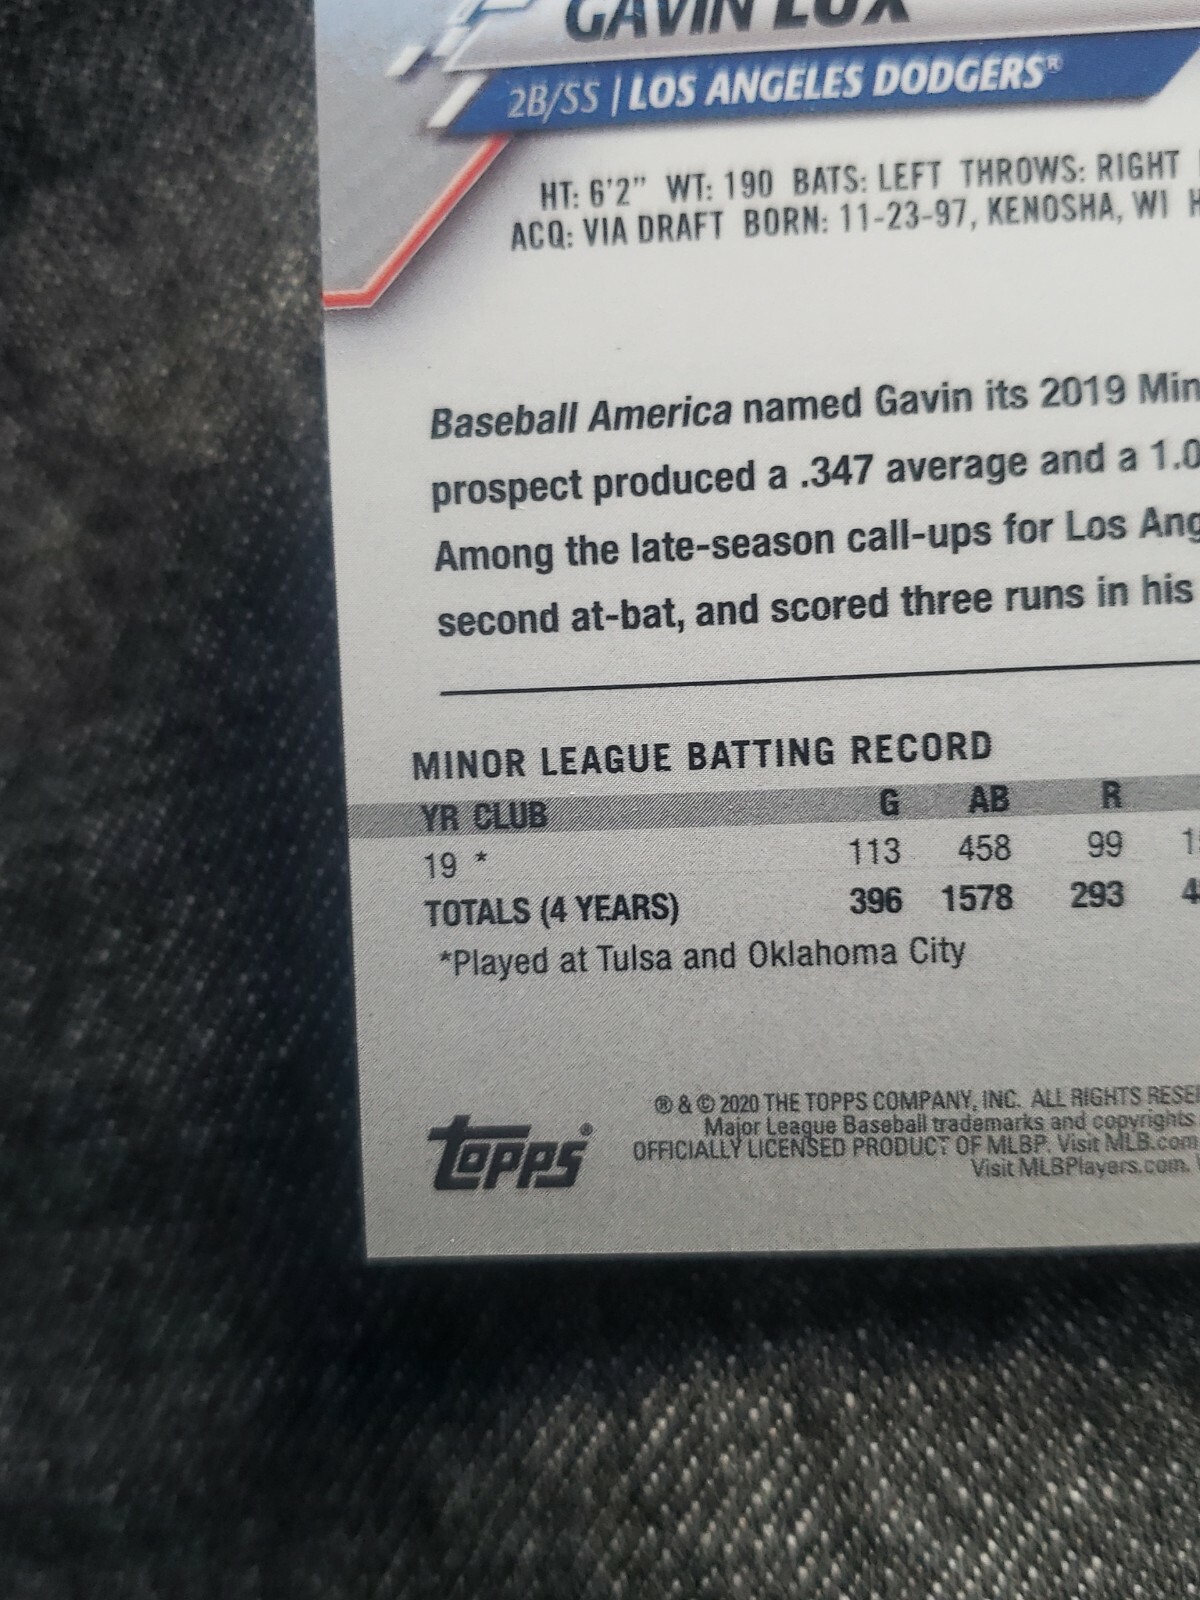 GAVIN LUX
2B/SS | LOS ANGELES DODGERS®
HT: 6'2" WT: 190 BATS: LEFT THROWS: RIGHT
ACQ: VIA DRAFT BORN: 11-23-97, KENOSHA, WI H
Baseball America named Gavin its 2019 Min
prospect produced a .347 average and a 1.0
Among the late-season call-ups for Los Ang
second at-bat, and scored three runs in his
MINOR LEAGUE BATTING RECORD
YR CLUB G AB R
19 * 113 458 99 1
TOTALS (4 YEARS) 396 1578 293 4
*Played at Tulsa and Oklahoma City
topps®
® & © 2020 THE TOPPS COMPANY, INC. ALL RIGHTS RESE
Major League Baseball trademarks and copyrights
OFFICIALLY LICENSED PRODUCT OF MLBP. Visit MLB.com
Visit MLBPlayers.com.